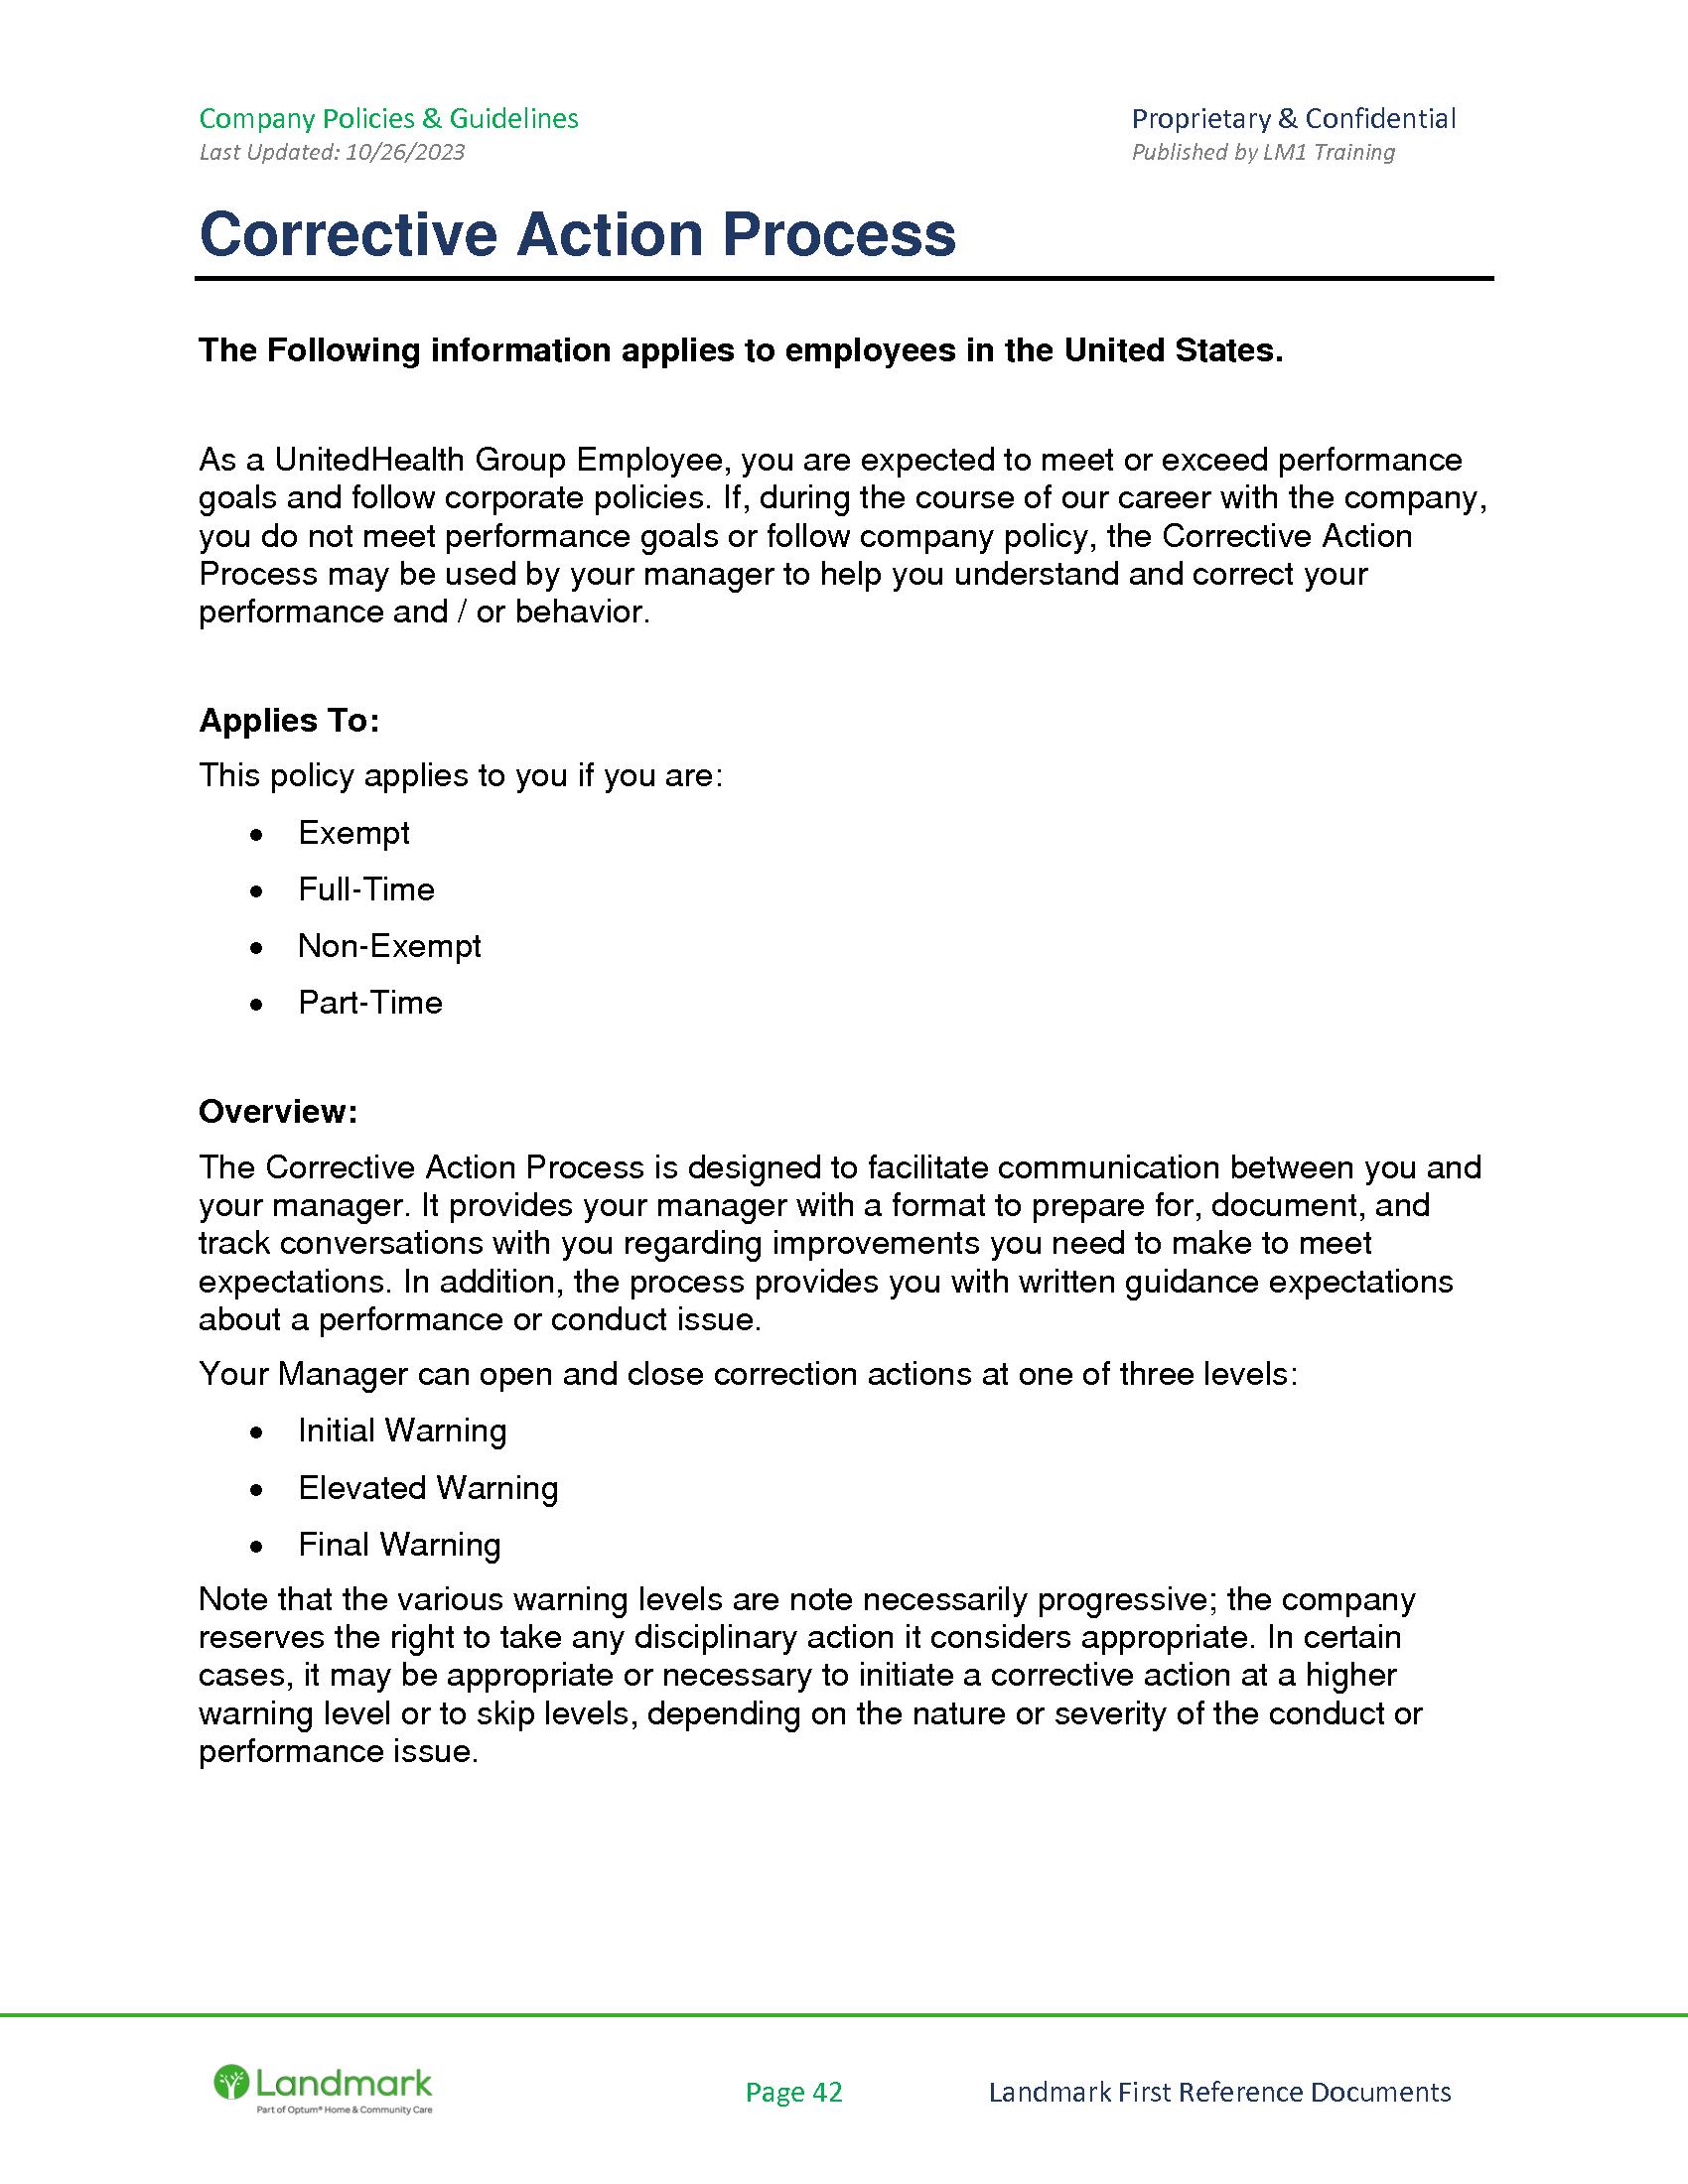 Company Policies & Guidelines
Proprietary & Confidential
Last Updated: 10/26/2023
Published by LM1 Training
Corrective Action Process
The Following information applies to employees in the United States.
As a UnitedHealth Group Employee, you are expected to meet or exceed performance
goals and follow corporate policies. If, during the course of our career with the company,
you do not meet performance goals or follow company policy, the Corrective Action
Process may be used by your manager to help you understand and correct your
performance and / or behavior.
Applies To:
This policy applies to you if you are:
• Exempt
• Full-Time
• Non-Exempt
• Part-Time
Overview:
The Corrective Action Process is designed to facilitate communication between you and
your manager. It provides your manager with a format to prepare for, document, and
track conversations with you regarding improvements you need to make to meet
expectations. In addition, the process provides you with written guidance expectations
about a performance or conduct issue.
Your Manager can open and close correction actions at one of three levels:
• Initial Warning
• Elevated Warning
• Final Warning
Note that the various warning levels are note necessarily progressive; the company
reserves the right to take any disciplinary action it considers appropriate. In certain
cases, it may be appropriate or necessary to initiate a corrective action at a higher
warning level or to skip levels, depending on the nature or severity of the conduct or
performance issue.
Landmark
Part of Optum® Home & Community Care
Page 42
Landmark First Reference Documents